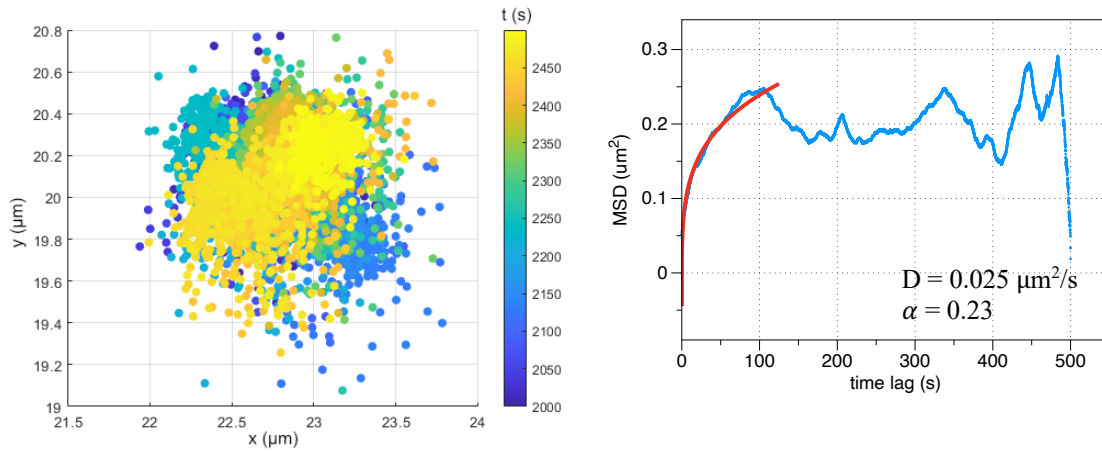 t (s)
20.8
20.6
20.4
20.2
20
19.8
19.6
19.4
19.2
19
y (μm)
21.5 22 22.5 23 23.5 24
x (μm)
2450
2400
2350
2300
2250
2200
2150
2100
2050
2000
0.3
0.2
0.1
0
MSD (um²)
D = 0.025 μm²/s
α = 0.23
0 100 200 300 400 500
time lag (s)